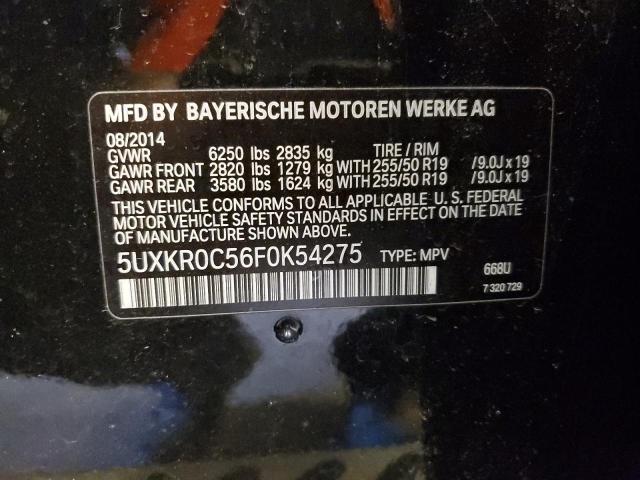 MFD BY BAYERISCHE MOTOREN WERKE AG
08/2014
GVWR 6250 lbs 2835 kg TIRE / RIM
GAWR FRONT 2820 lbs 1279 kg WITH 255/50 R19 / 9.0J x 19
GAWR REAR 3580 lbs 1624 kg WITH 255/50 R19 / 9.0J x 19
THIS VEHICLE CONFORMS TO ALL APPLICABLE U. S. FEDERAL
MOTOR VEHICLE SAFETY STANDARDS IN EFFECT ON THE DATE
OF MANUFACTURE SHOWN ABOVE.
5UXKR0C56F0K54275 TYPE: MPV
668U
7 320 729